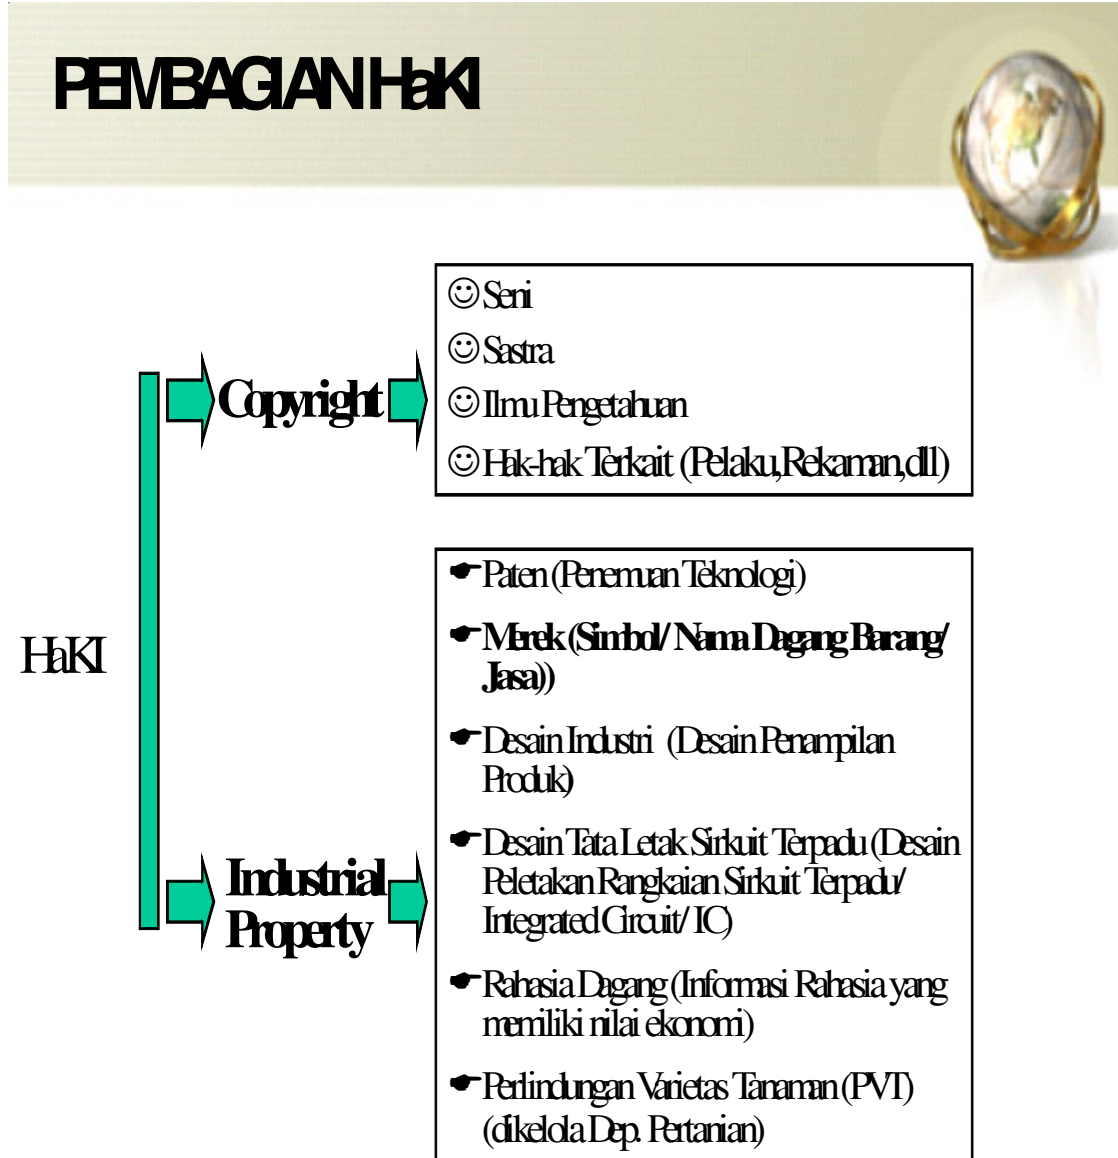 PEMBAGIAN HaKI
HaKI
Copyright
Seni
Sastra
Ilmu Pengetahuan
Hak-hak Terkait (Pelaku,Rekaman,dll)
Industrial
Property
Paten (Penemuan Teknologi)
Merek (Simbol/ Nama Dagang Barang/
Jasa))
Desain Industri (Desain Penampilan
Produk)
Desain Tata Letak Sirkuit Terpadu (Desain
Peletakan Rangkaian Sirkuit Terpadu/
Integrated Circuit/ IC)
Rahasia Dagang (Informasi Rahasia yang
memiliki nilai ekonomi)
Perlindungan Varietas Tanaman (PVT)
(dikelola Dep. Pertanian)